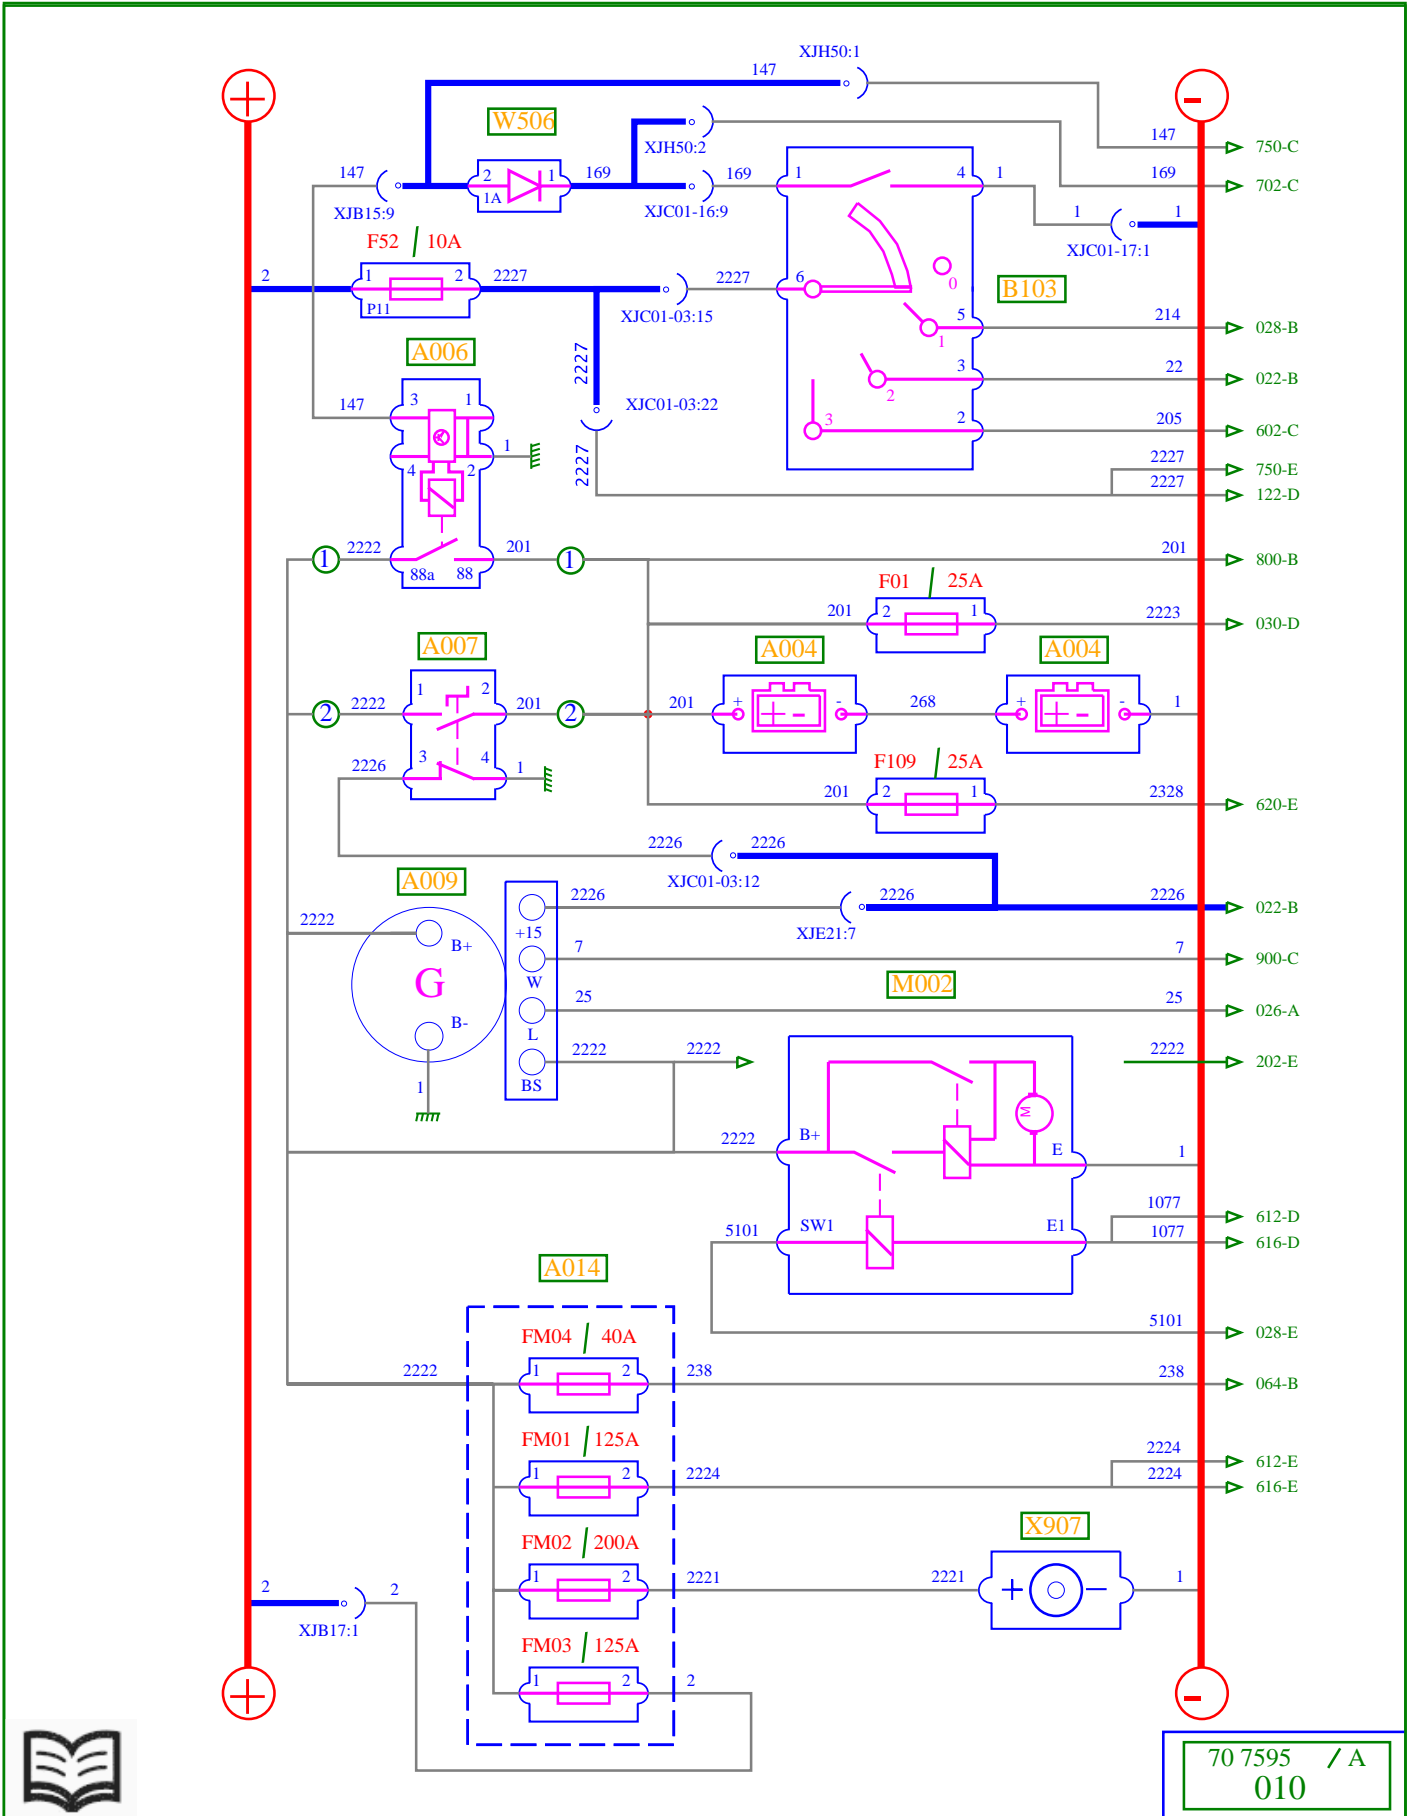 XJH50:1
147
W506
XJH50:2
147
750-C
147
2
1
1A
169
169
1
4
1
169
702-C
XJB15:9
XJC01-16:9
1
1
XJC01-17:1
F52 / 10A
2
1
2
2227
2227
6
0
B103
P11
XJC01-03:15
5
214
028-B
1
A006
2227
3
22
022-B
2
147
3
1
XJC01-03:22
3
2
205
602-C
1
4
2
2227
2227
750-E
2227
122-D
1
2222
201
1
201
800-B
88a
88
F01 / 25A
201
2
1
2223
030-D
A007
A004
A004
1
2
2
2222
201
2
201
+
-
268
+
-
1
2226
3
4
1
F109 / 25A
201
2
1
2328
620-E
2226
2226
XJC01-03:12
A009
2222
2226
2226
2226
022-B
+15
XJE21:7
B+
7
7
900-C
G
W
M002
25
25
026-A
B-
L
2222
2222
2222
202-E
BS
1
M
2222
B+
E
1
1077
612-D
5101
SW1
E1
1077
616-D
A014
FM04 / 40A
5101
028-E
2222
1
2
238
238
064-B
FM01 / 125A
2224
612-E
1
2
2224
2224
616-E
X907
FM02 / 200A
1
2
2221
2221
+
-
1
2
2
XJB17:1
FM03 / 125A
1
2
2
70 7595 / A
010